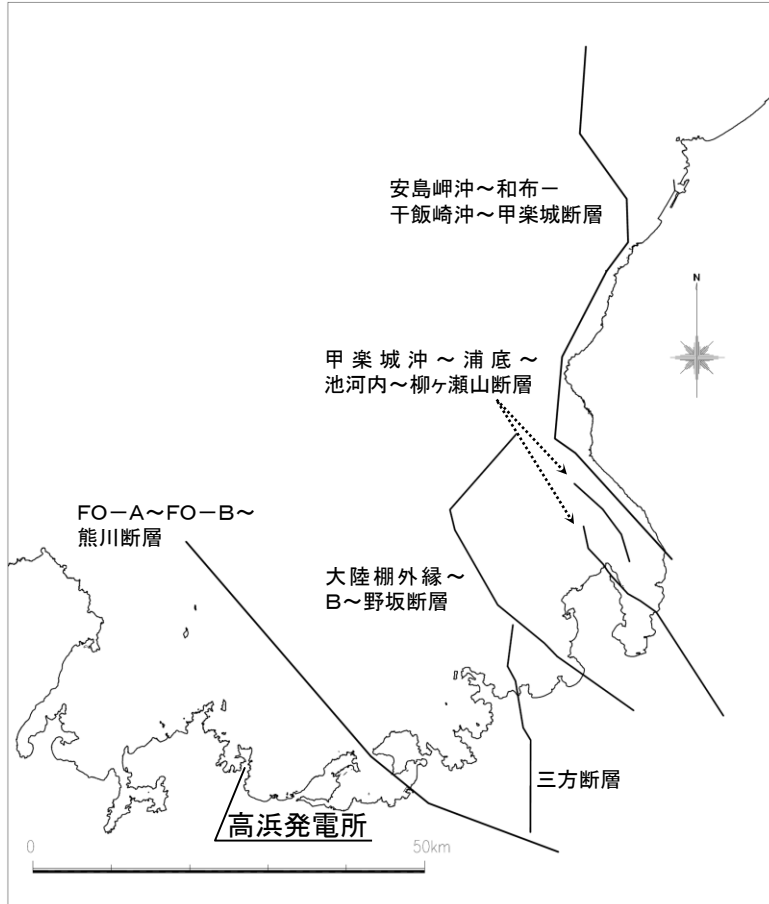 安島岬沖～和布－
干飯崎沖～甲楽城断層
N
甲楽城沖～浦底～
池河内～柳ヶ瀬山断層
FO－A～FO－B～
熊川断層
大陸棚外縁～
B～野坂断層
三方断層
高浜発電所
0
50km